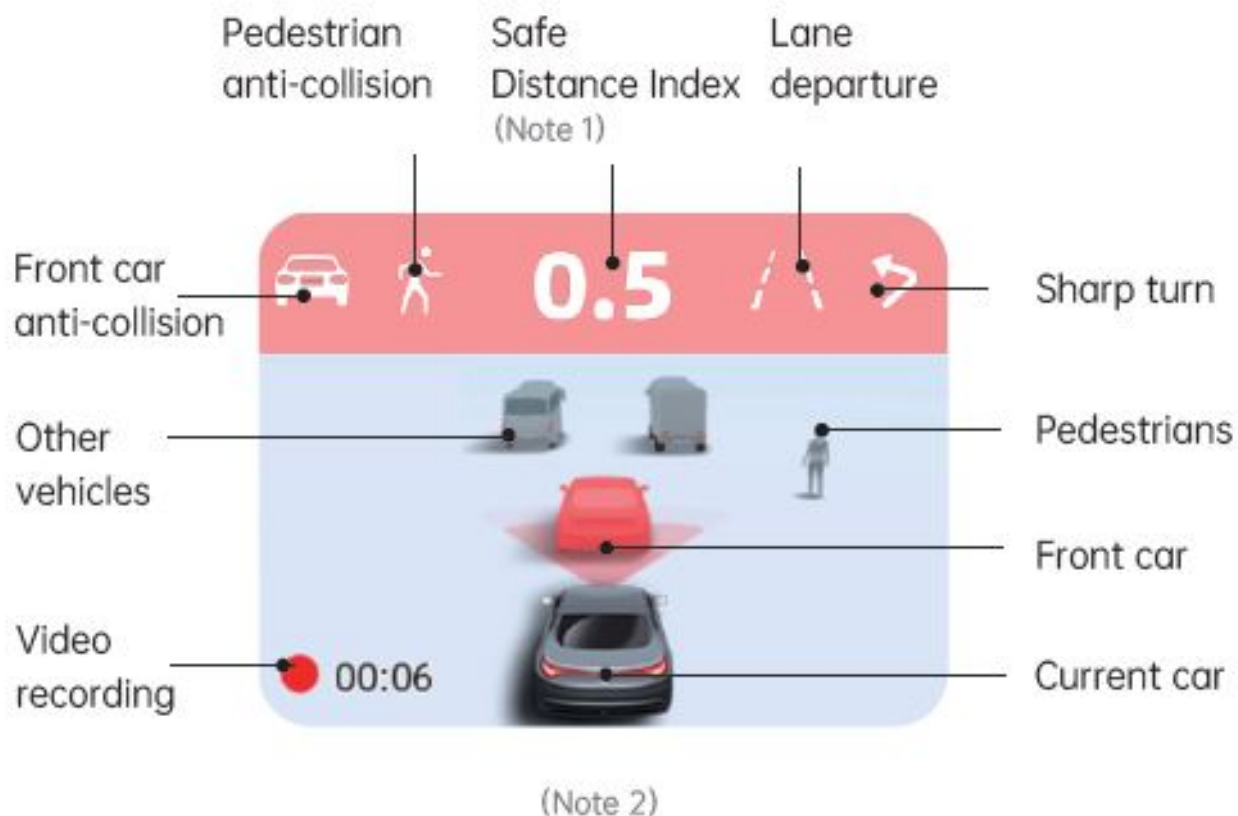 Pedestrian
anti-collision
Safe
Distance Index
(Note 1)
Lane
departure
0.5
Front car
anti-collision
Sharp turn
Other
vehicles
Pedestrians
Front car
Video
recording
00:06
Current car
(Note 2)